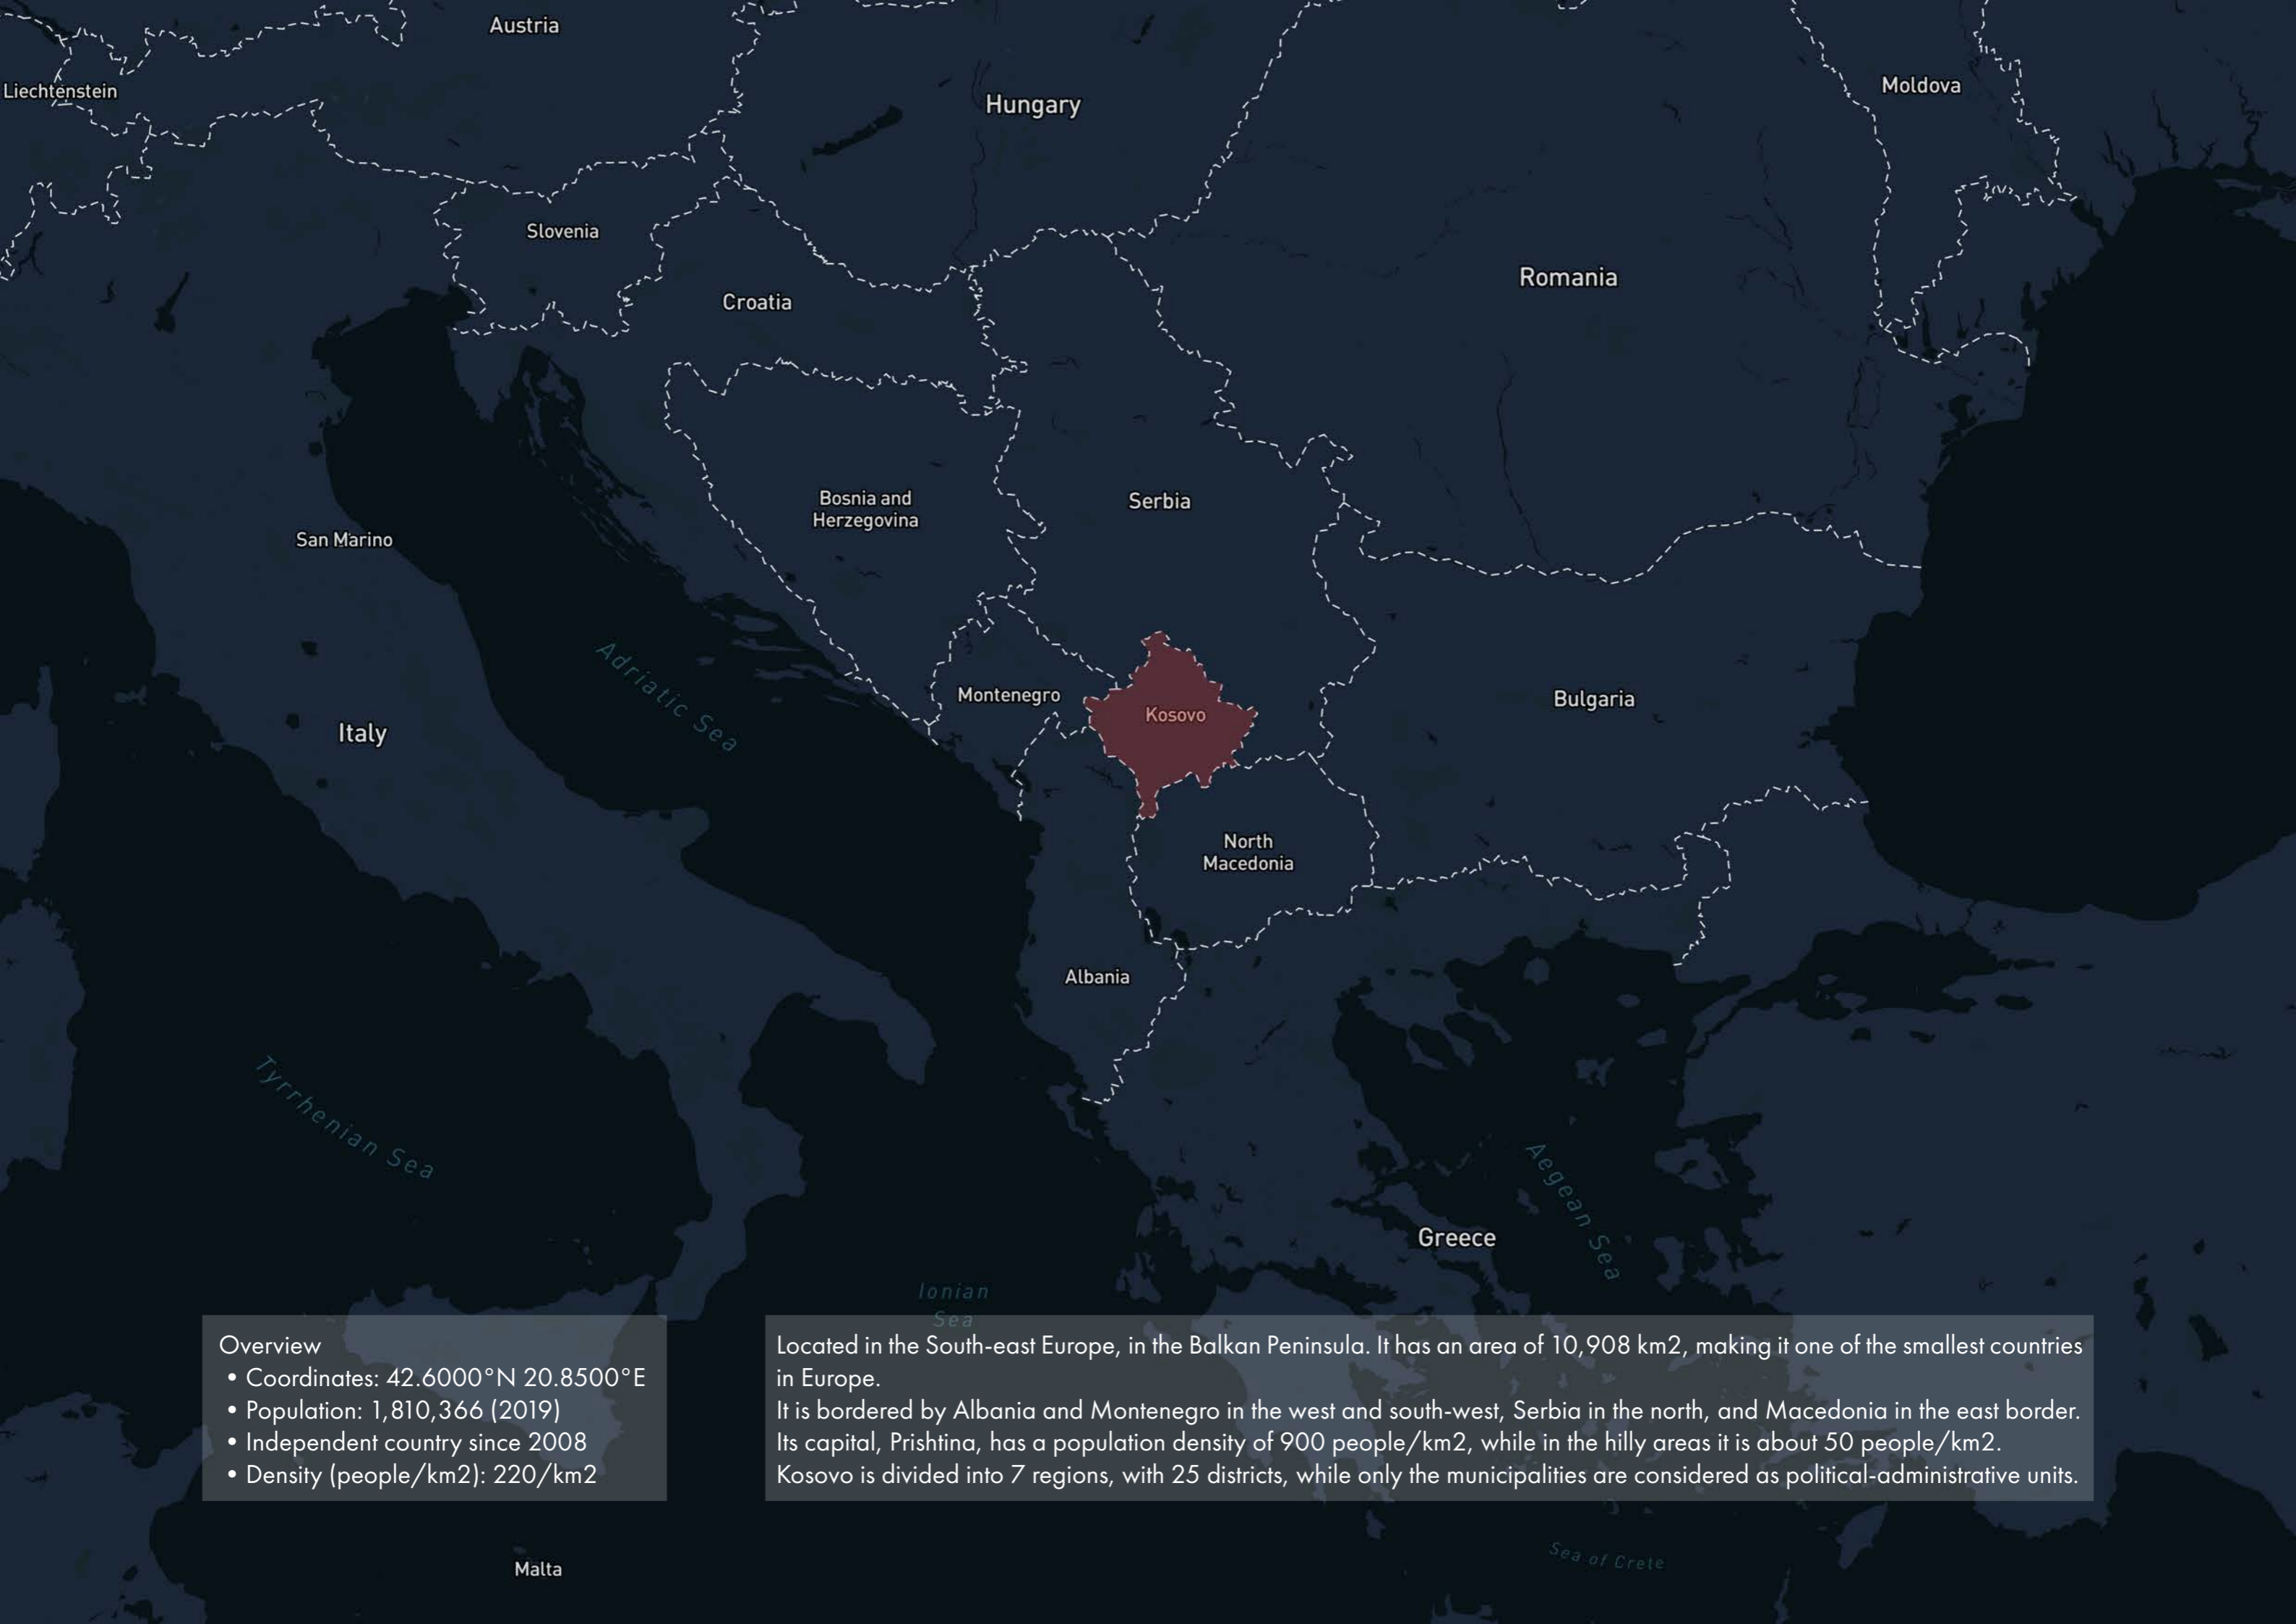 Austria
Liechtenstein
Hungary
Moldova
Slovenia
Romania
Croatia
Bosnia and
Herzegovina
Serbia
San Marino
Adriatic Sea
Montenegro
Kosovo
Bulgaria
Italy
North
Macedonia
Albania
Tyrrhenian Sea
Aegean Sea
Greece
Ionian
Sea
Overview
• Coordinates: 42.6000°N 20.8500°E
• Population: 1,810,366 (2019)
• Independent country since 2008
• Density (people/km2): 220/km2
Located in the South-east Europe, in the Balkan Peninsula. It has an area of 10,908 km2, making it one of the smallest countries
in Europe.
It is bordered by Albania and Montenegro in the west and south-west, Serbia in the north, and Macedonia in the east border.
Its capital, Prishtina, has a population density of 900 people/km2, while in the hilly areas it is about 50 people/km2.
Kosovo is divided into 7 regions, with 25 districts, while only the municipalities are considered as political-administrative units.
Sea of Crete
Malta